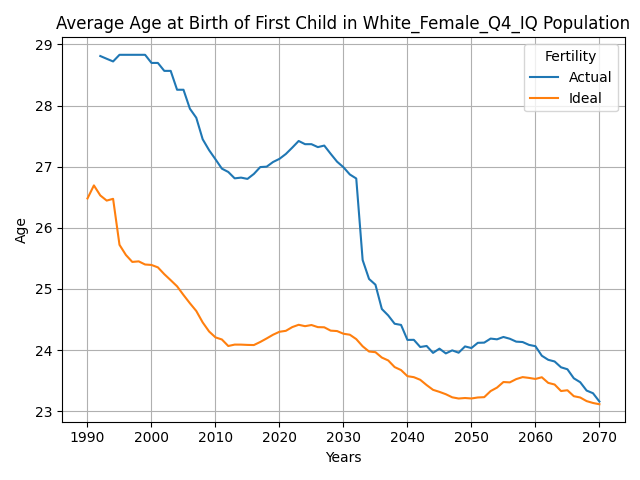 Average Age at Birth of First Child in White_Female_Q4_IQ Population
Fertility
Actual
Ideal
Age
29
28
27
26
25
24
23
1990 2000 2010 2020 2030 2040 2050 2060 2070
Years